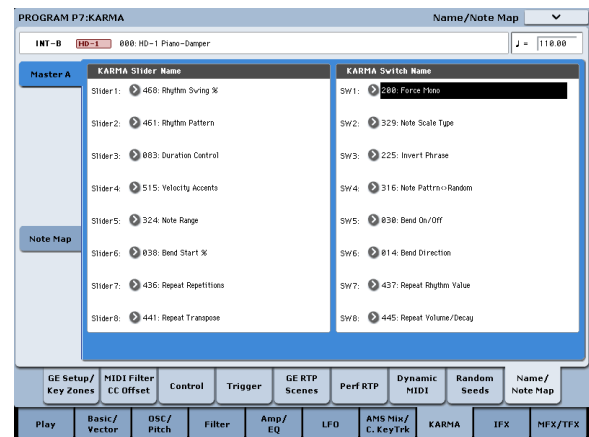 PROGRAM P7:KARMA Name/Note Map
INT-B HD-1 000: HD-1 Piano-Damper ♩ = 110.00
Master A
Note Map
KARMA Slider Name
Slider1: 468: Rhythm Swing %
Slider2: 461: Rhythm Pattern
Slider3: 083: Duration Control
Slider4: 515: Velocity Accents
Slider5: 324: Note Range
Slider6: 038: Bend Start %
Slider7: 436: Repeat Repetitions
Slider8: 441: Repeat Transpose
KARMA Switch Name
SW1: 200: Force Mono
SW2: 329: Note Scale Type
SW3: 225: Invert Phrase
SW4: 316: Note Pattrn<>Random
SW5: 030: Bend On/Off
SW6: 014: Bend Direction
SW7: 437: Repeat Rhythm Value
SW8: 445: Repeat Volume/Decay
GE Setup/ Key Zones
MIDI Filter CC Offset
Control
Trigger
GE RTP Scenes
Perf RTP
Dynamic MIDI
Random Seeds
Name/ Note Map
Play
Basic/ Vector
OSC/ Pitch
Filter
Amp/ EQ
LFO
AMS Mix/ C. KeyTrk
KARMA
IFX
MFX/TFX